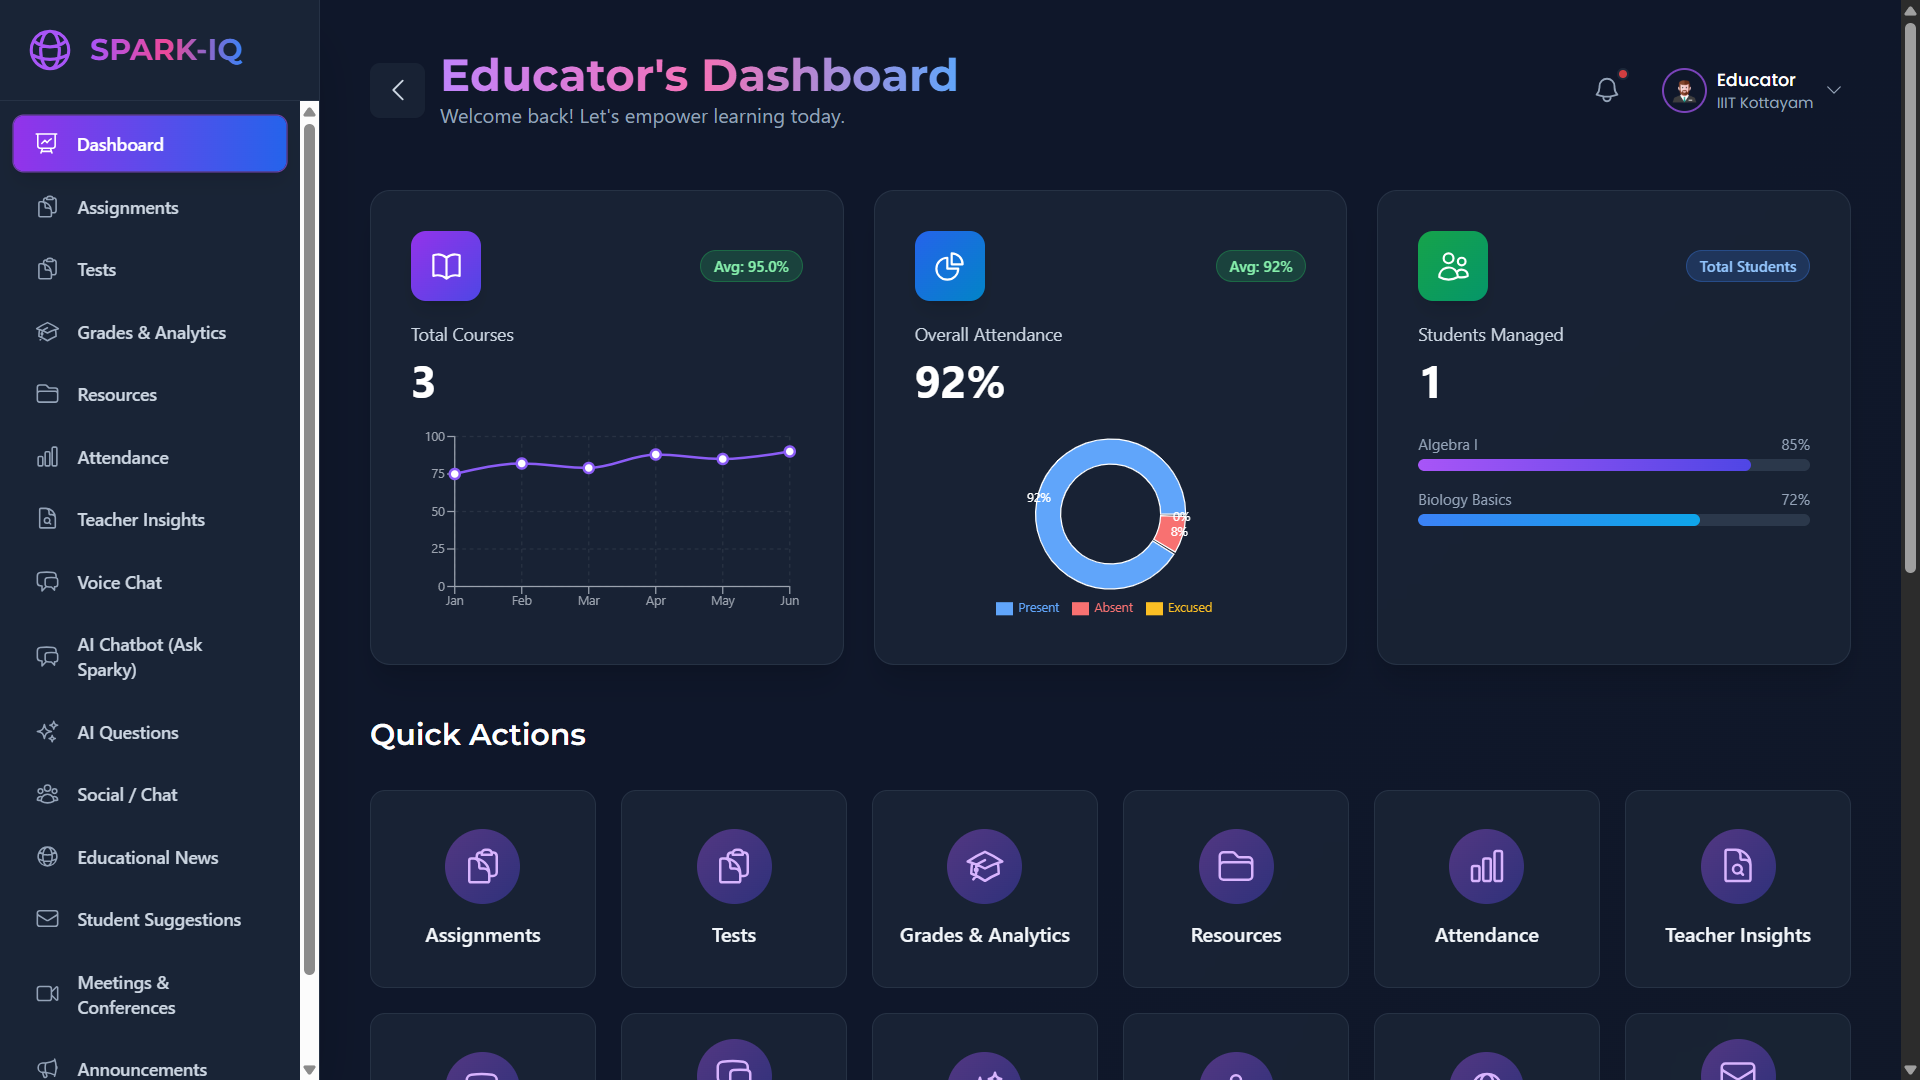 SPARK-IQ
Dashboard
Assignments
Tests
Grades & Analytics
Resources
Attendance
Teacher Insights
Voice Chat
AI Chatbot (Ask
Sparky)
AI Questions
Social / Chat
Educational News
Student Suggestions
Meetings &
Conferences
Announcements
Educator's Dashboard
Welcome back! Let's empower learning today.
Educator
IIIT Kottayam
Avg: 95.0%
Total Courses
3
100
75
50
25
0
Jan Feb Mar Apr May Jun
Avg: 92%
Overall Attendance
92%
92%
0%
8%
Present Absent Excused
Total Students
Students Managed
1
Algebra I 85%
Biology Basics 72%
Quick Actions
Assignments
Tests
Grades & Analytics
Resources
Attendance
Teacher Insights